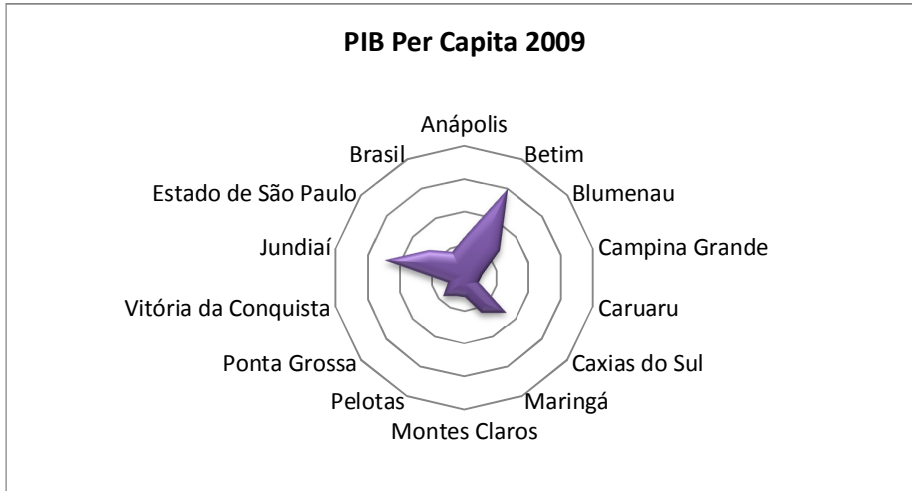 PIB Per Capita 2009
Anápolis
Betim
Blumenau
Campina Grande
Caruaru
Caxias do Sul
Maringá
Montes Claros
Pelotas
Ponta Grossa
Vitória da Conquista
Jundiaí
Estado de São Paulo
Brasil